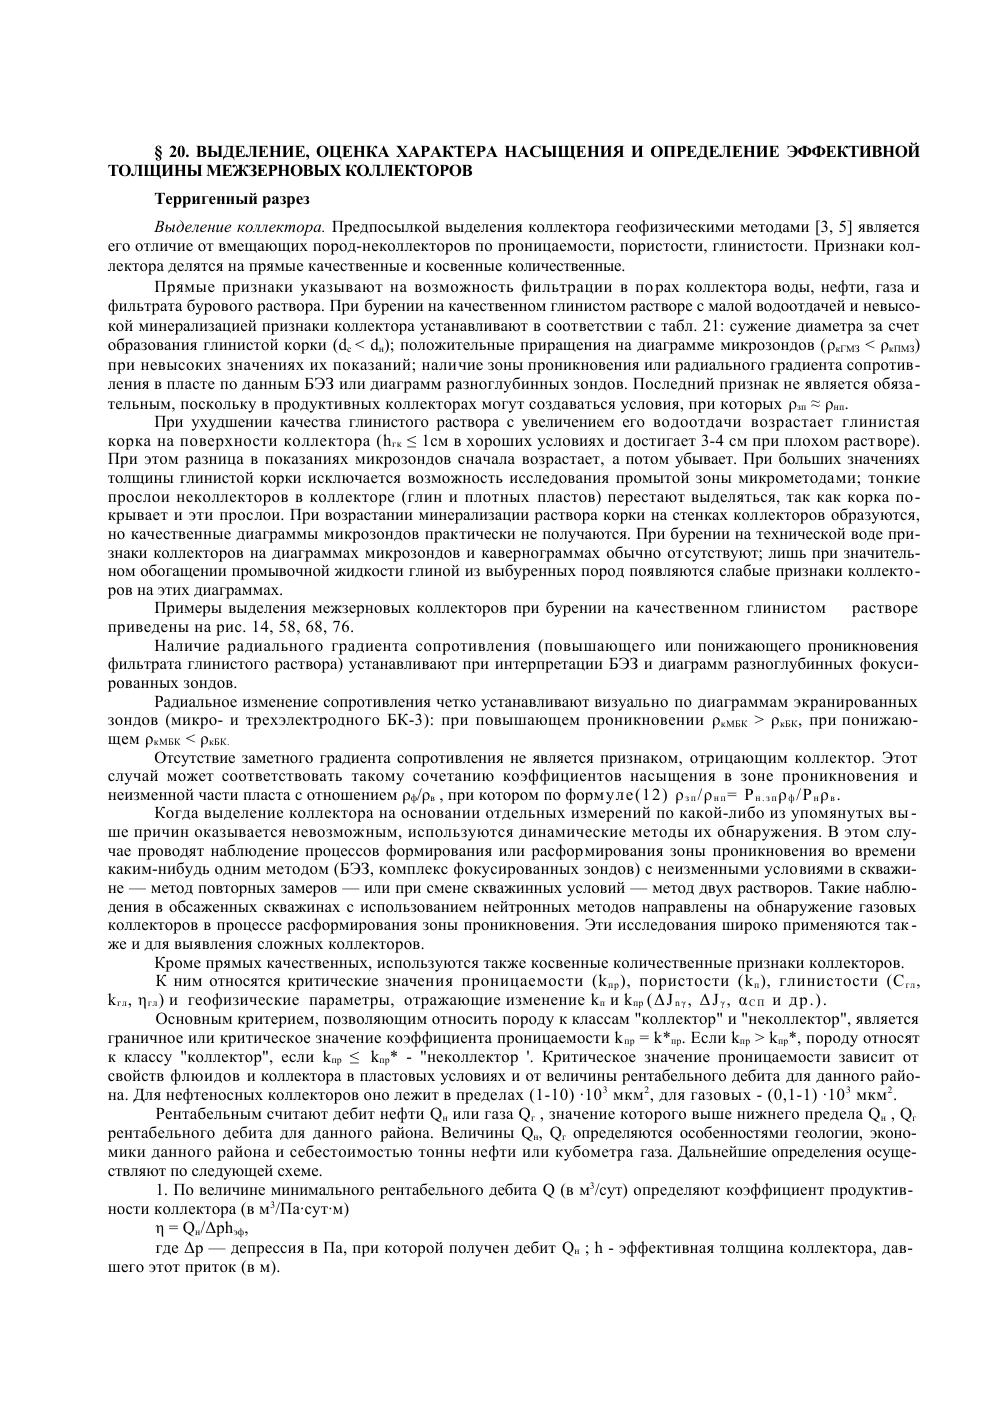 § 20. ВЫДЕЛЕНИЕ, ОЦЕНКА ХАРАКТЕРА НАСЫЩЕНИЯ И ОПРЕДЕЛЕНИЕ ЭФФЕКТИВНОЙ
ТОЛЩИНЫ МЕЖЗЕРНОВЫХ КОЛЛЕКТОРОВ
Терригенный разрез
Выделение коллектора. Предпосылкой выделения коллектора геофизическими методами [3, 5] является
его отличие от вмещающих пород-неколлекторов по проницаемости, пористости, глинистости. Признаки кол-
лектора делятся на прямые качественные и косвенные количественные.
Прямые признаки указывают на возможность фильтрации в порах коллектора воды, нефти, газа и
фильтрата бурового раствора. При бурении на качественном глинистом растворе с малой водоотдачей и невысо-
кой минерализацией признаки коллектора устанавливают в соответствии с табл. 21: сужение диаметра за счет
образования глинистой корки (dс < dн); положительные приращения на диаграмме микрозондов (ρкГМЗ < ρкПМЗ)
при невысоких значениях их показаний; наличие зоны проникновения или радиального градиента сопротив-
ления в пласте по данным БЭЗ или диаграмм разноглубинных зондов. Последний признак не является обяза-
тельным, поскольку в продуктивных коллекторах могут создаваться условия, при которых ρзп ≈ ρнп.
При ухудшении качества глинистого раствора с увеличением его водоотдачи возрастает глинистая
корка на поверхности коллектора (hгк ≤ 1см в хороших условиях и достигает 3-4 см при плохом растворе).
При этом разница в показаниях микрозондов сначала возрастает, а потом убывает. При больших значениях
толщины глинистой корки исключается возможность исследования промытой зоны микрометодами; тонкие
прослои неколлекторов в коллекторе (глин и плотных пластов) перестают выделяться, так как корка по-
крывает и эти прослои. При возрастании минерализации раствора корки на стенках коллекторов образуются,
но качественные диаграммы микрозондов практически не получаются. При бурении на технической воде при-
знаки коллекторов на диаграммах микрозондов и кавернограммах обычно отсутствуют; лишь при значитель-
ном обогащении промывочной жидкости глиной из выбуренных пород появляются слабые признаки коллекто-
ров на этих диаграммах.
Примеры выделения межзерновых коллекторов при бурении на качественном глинистом растворе
приведены на рис. 14, 58, 68, 76.
Наличие радиального градиента сопротивления (повышающего или понижающего проникновения
фильтрата глинистого раствора) устанавливают при интерпретации БЭЗ и диаграмм разноглубинных фокуси-
рованных зондов.
Радиальное изменение сопротивления четко устанавливают визуально по диаграммам экранированных
зондов (микро- и трехэлектродного БК-3): при повышающем проникновении ρкМБК > ρкБК, при понижаю-
щем ρкМБК < ρкБК.
Отсутствие заметного градиента сопротивления не является признаком, отрицающим коллектор. Этот
случай может соответствовать такому сочетанию коэффициентов насыщения в зоне проникновения и
неизменной части пласта с отношением ρф/ρв , при котором по формуле(12) ρзп/ρнп= Рн.зпρф/Рнρв.
Когда выделение коллектора на основании отдельных измерений по какой-либо из упомянутых вы-
ше причин оказывается невозможным, используются динамические методы их обнаружения. В этом слу-
чае проводят наблюдение процессов формирования или расформирования зоны проникновения во времени
каким-нибудь одним методом (БЭЗ, комплекс фокусированных зондов) с неизменными условиями в скважи-
не — метод повторных замеров — или при смене скважинных условий — метод двух растворов. Такие наблю-
дения в обсаженных скважинах с использованием нейтронных методов направлены на обнаружение газовых
коллекторов в процессе расформирования зоны проникновения. Эти исследования широко применяются так-
же и для выявления сложных коллекторов.
Кроме прямых качественных, используются также косвенные количественные признаки коллекторов.
К ним относятся критические значения проницаемости (kпр), пористости (kп), глинистости (Сгл,
kгл, ηгл) и геофизические параметры, отражающие изменение kп и kпр (ΔJnγ, ΔJγ, αСП и др.).
Основным критерием, позволяющим относить породу к классам "коллектор" и "неколлектор", является
граничное или критическое значение коэффициента проницаемости kпр = k*пр. Если kпр > kпр*, породу относят
к классу "коллектор", если kпр ≤ kпр* - "неколлектор '. Критическое значение проницаемости зависит от
свойств флюидов и коллектора в пластовых условиях и от величины рентабельного дебита для данного райо-
на. Для нефтеносных коллекторов оно лежит в пределах (1-10) ·10³ мкм², для газовых - (0,1-1) ·10³ мкм².
Рентабельным считают дебит нефти Qн или газа Qг , значение которого выше нижнего предела Qн , Qг
рентабельного дебита для данного района. Величины Qн, Qг определяются особенностями геологии, эконо-
мики данного района и себестоимостью тонны нефти или кубометра газа. Дальнейшие определения осуще-
ствляют по следующей схеме.
1. По величине минимального рентабельного дебита Q (в м³/сут) определяют коэффициент продуктив-
ности коллектора (в м³/Па·сут·м)
η = Qн/Δphэф,
где Δp — депрессия в Па, при которой получен дебит Qн ; h - эффективная толщина коллектора, дав-
шего этот приток (в м).